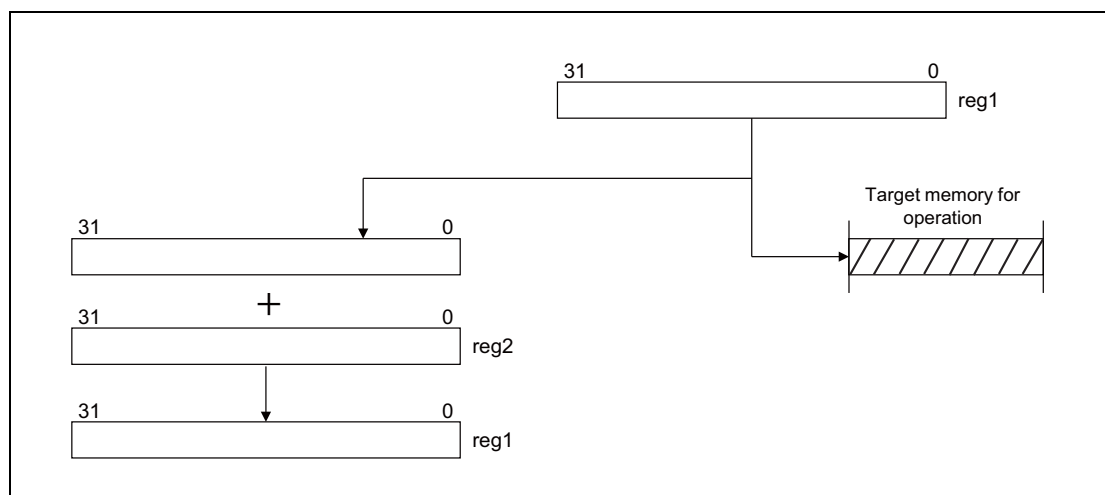 31 0
reg1
Target memory for
operation
31 0
+
31 0
reg2
31 0
reg1